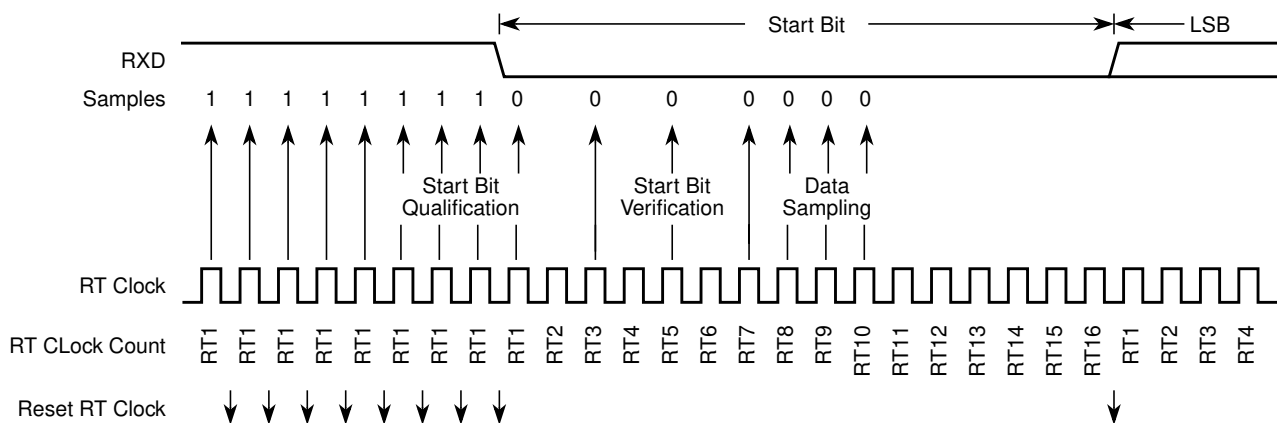 Start Bit LSB
RXD
Samples 1 1 1 1 1 1 1 1 0 0 0 0 0 0 0
Start Bit Start Bit Data
Qualification Verification Sampling
RT Clock
RT CLock Count RT1 RT1 RT1 RT1 RT1 RT1 RT1 RT1 RT1 RT2 RT3 RT4 RT5 RT6 RT7 RT8 RT9 RT10 RT11 RT12 RT13 RT14 RT15 RT16 RT1 RT2 RT3 RT4
Reset RT Clock